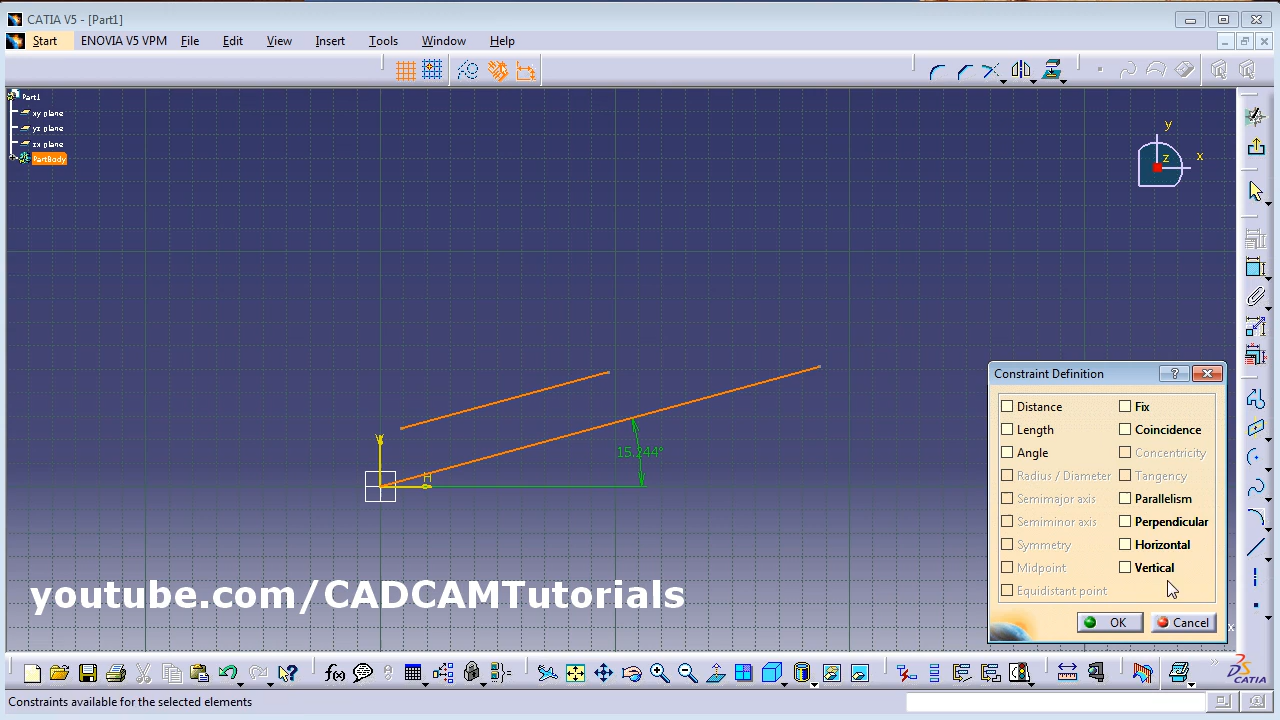 CATIA V5 - [Part1]
Start ENOVIA V5 VPM File Edit View Insert Tools Window Help
Part1
xy plane
yz plane
zx plane
PartBody
y
x
z
Constraint Definition
Distance Fix
Length Coincidence
Angle Concentricity
Radius / Diameter Tangency
Semimajor axis Parallelism
Semiminor axis Perpendicular
Symmetry Horizontal
Midpoint Vertical
Equidistant point
OK Cancel
15.244°
V
H
youtube.com/CADCAMTutorials
x
f(x)
CATIA
Constraints available for the selected elements